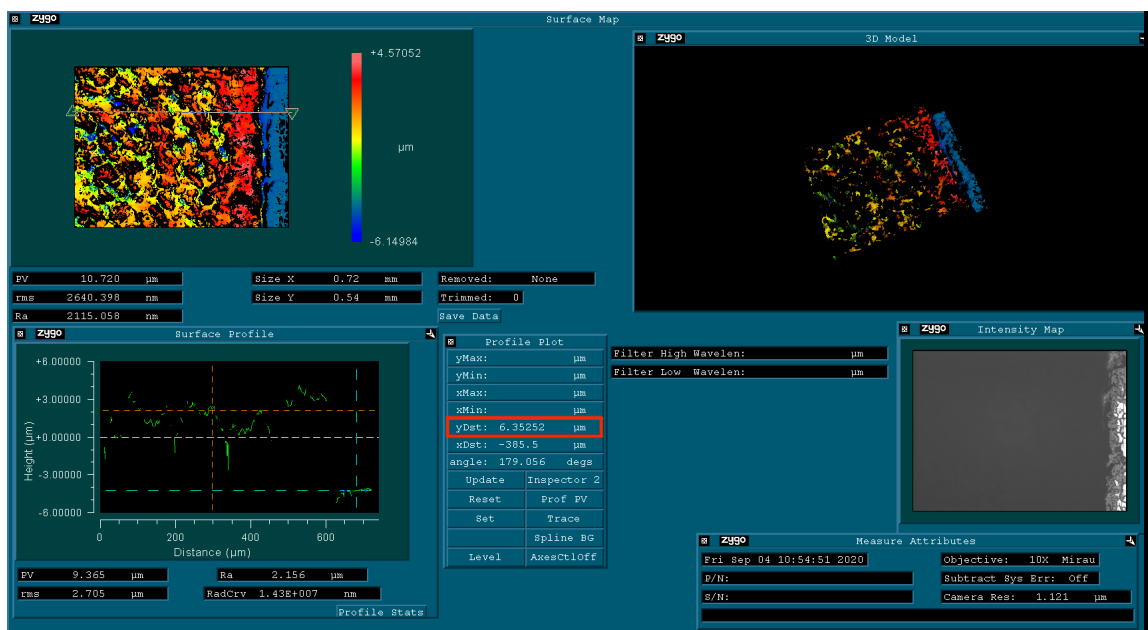 zygo Surface Map
+4.57052
µm
-6.14984
PV 10.720 µm
rms 2640.398 nm
Ra 2115.058 nm
Size X 0.72 mm
Size Y 0.54 mm
Removed: None
Trimmed: 0
Save Data
zygo 3D Model
zygo Surface Profile
+6.00000
+3.00000
+0.00000
-3.00000
-6.00000
Height (µm)
0 200 400 600
Distance (µm)
PV 9.365 µm
rms 2.705 µm
Ra 2.156 µm
RadCrv 1.43E+007 nm
Profile Stats
Profile Plot
yMax: µm
yMin: µm
xMax: µm
xMin: µm
yDst: 6.35252 µm
xDst: -385.5 µm
angle: 179.056 degs
Update Inspector 2
Reset Prof PV
Set Trace
Spline BG
Level AxesCtlOff
Filter High Wavelen: µm
Filter Low Wavelen: µm
zygo Intensity Map
zygo Measure Attributes
Fri Sep 04 10:54:51 2020
P/N:
S/N:
Objective: 10X Mirau
Subtract Sys Err: Off
Camera Res: 1.121 µm